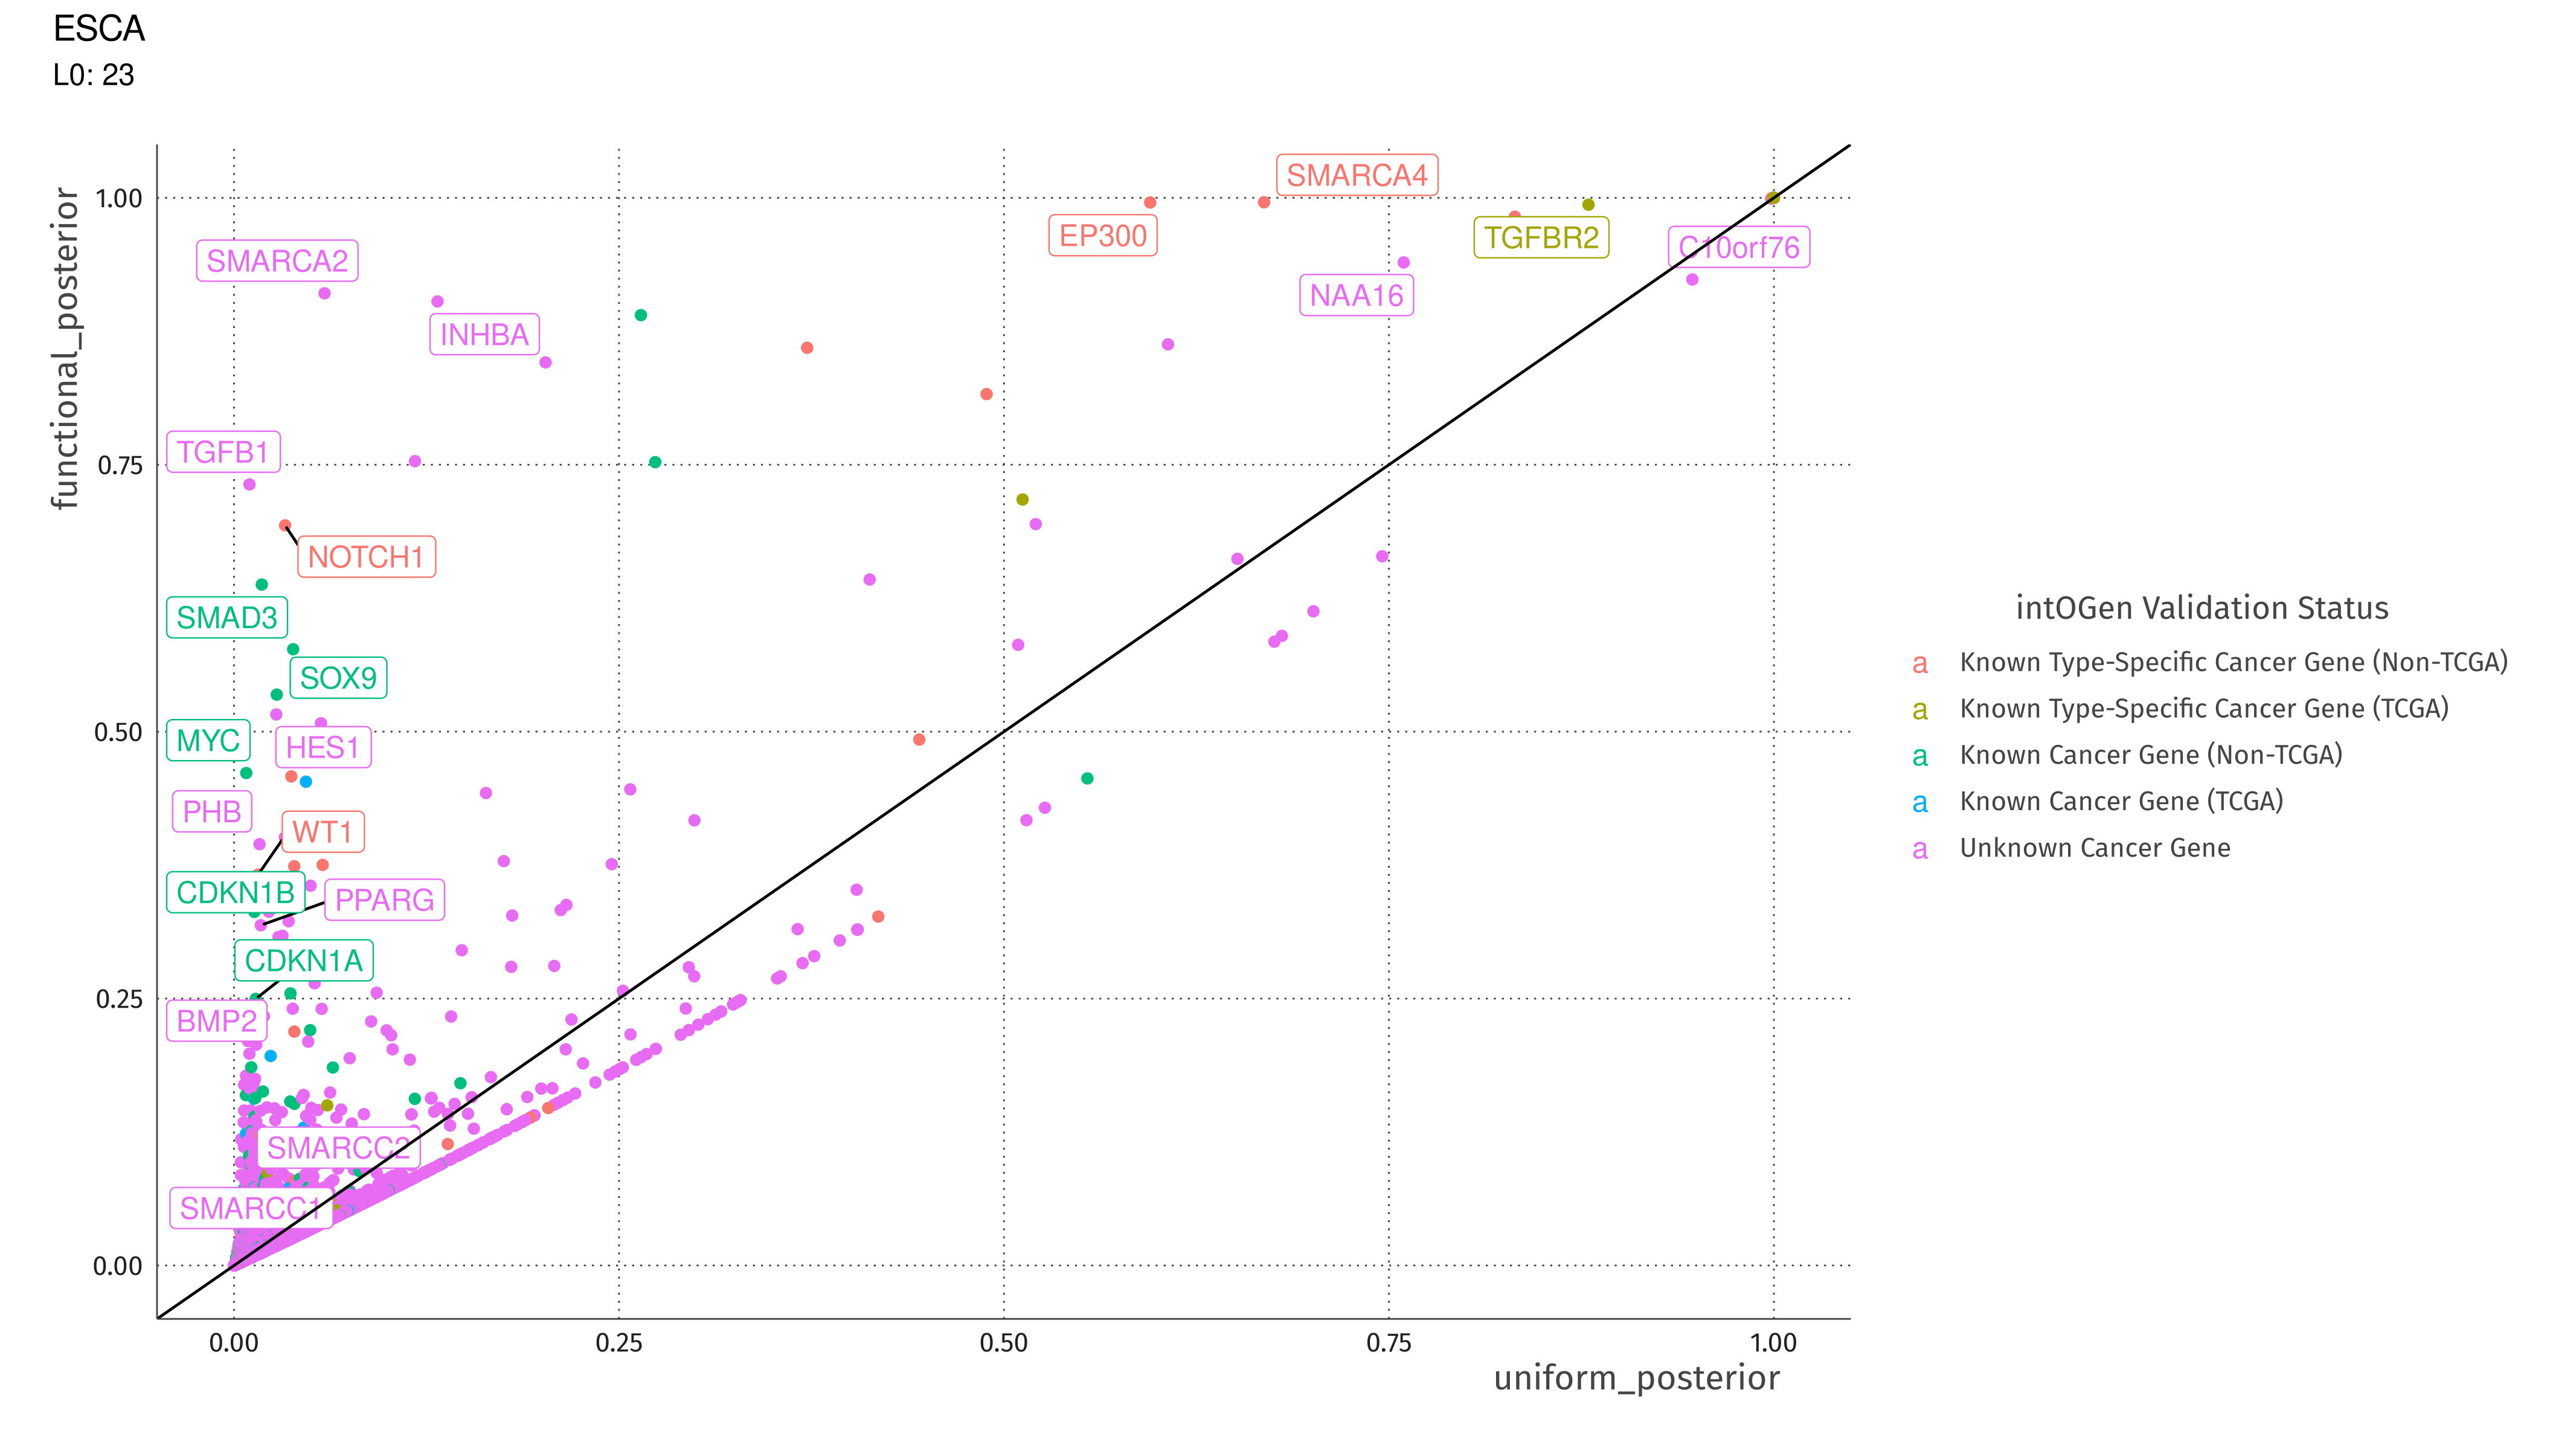 ESCA
L0: 23
functional_posterior
1.00
0.75
0.50
0.25
0.00
SMARCA4
EP300
TGFBR2
C10orf76
SMARCA2
NAA16
INHBA
TGFB1
NOTCH1
SMAD3
SOX9
MYC
HES1
PHB
WT1
CDKN1B
PPARG
CDKN1A
BMP2
SMARCC2
SMARCC1
0.00
0.25
0.50
0.75
1.00
uniform_posterior
intOGen Validation Status
a Known Type-Specific Cancer Gene (Non-TCGA)
a Known Type-Specific Cancer Gene (TCGA)
a Known Cancer Gene (Non-TCGA)
a Known Cancer Gene (TCGA)
a Unknown Cancer Gene